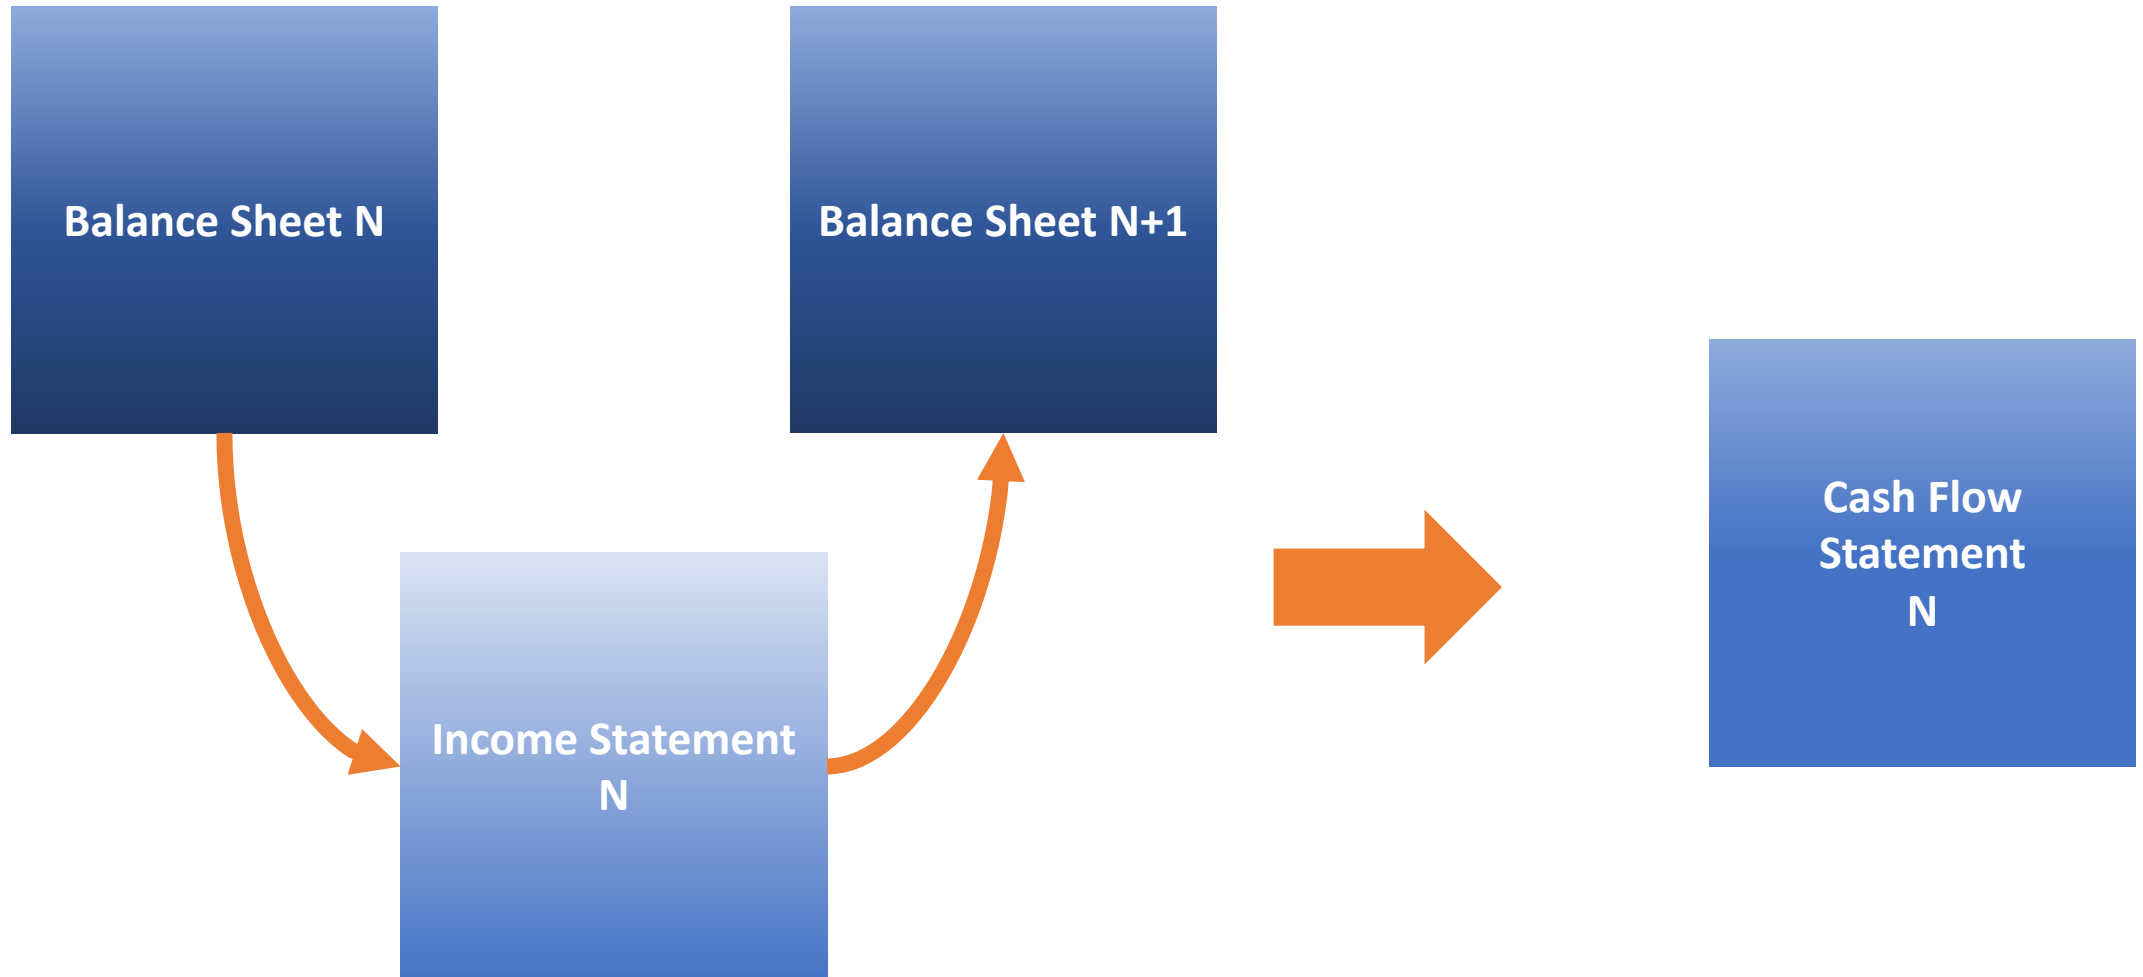 Balance Sheet N
Balance Sheet N+1
Cash Flow
Statement
N
Income Statement
N